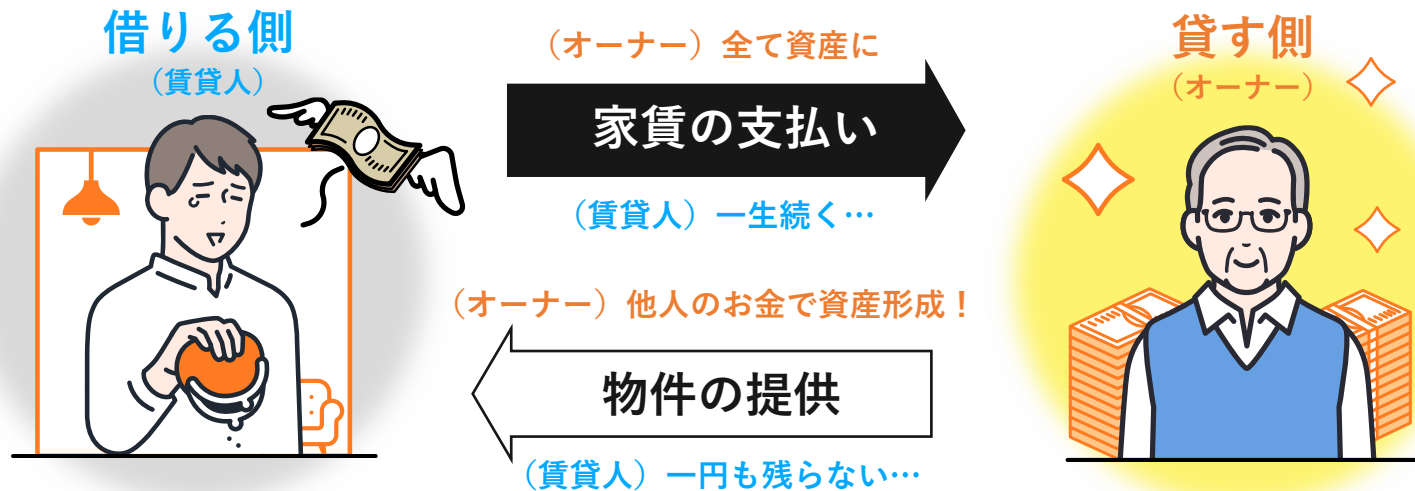 借りる側
（賃貸人）
（オーナー）全て資産に
家賃の支払い
（賃貸人）一生続く…
（オーナー）他人のお金で資産形成！
物件の提供
（賃貸人）一円も残らない…
貸す側
（オーナー）